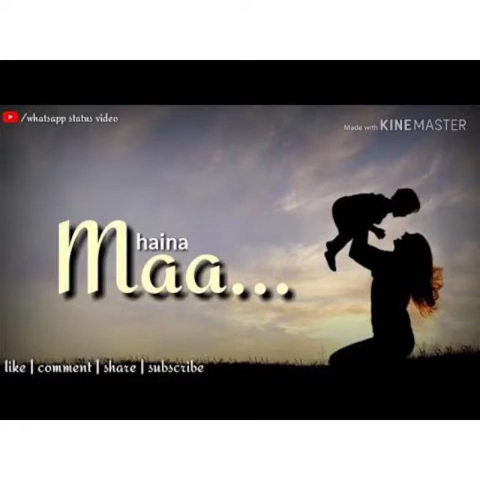 /whatsapp status video
Made with KINEMASTER
haina
Maa...
like | comment | share | subscribe